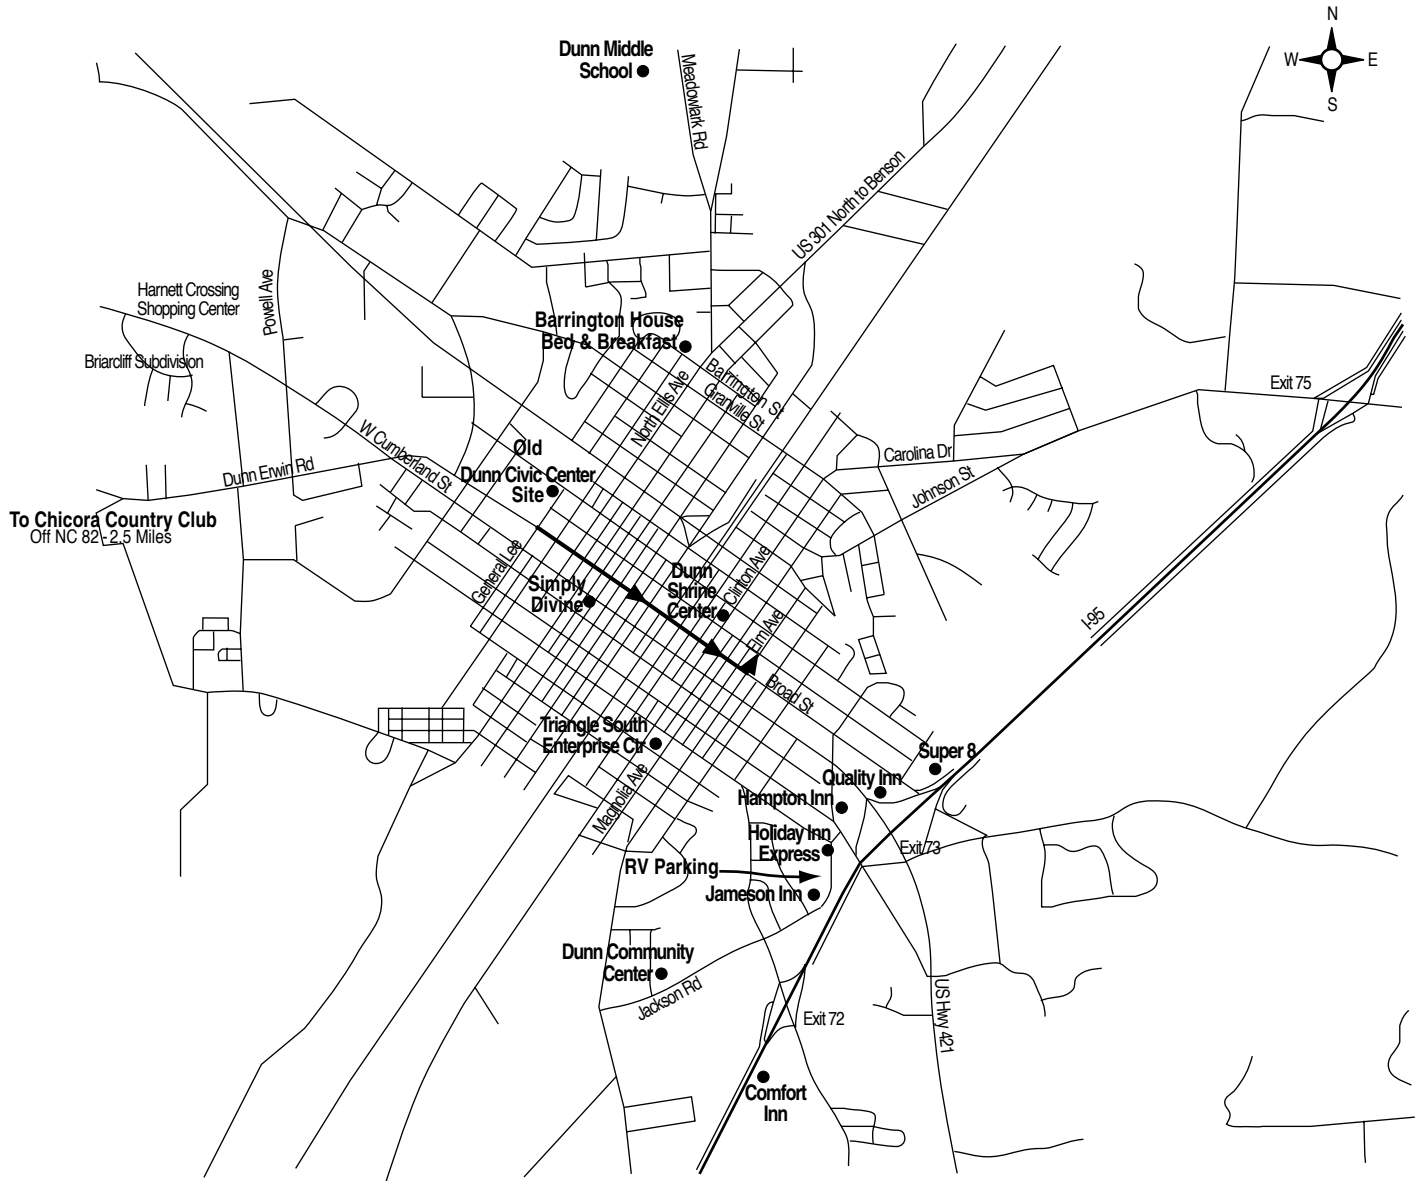 N
W
E
S
Dunn Middle
School
Meadowlark Rd
US 301 North to Benson
Harnett Crossing
Shopping Center
Powell Ave
Briarcliff Subdivision
Barrington House
Bed & Breakfast
Barrington St
Granville St
North Ellis Ave
Exit 75
W Cumberland St
Dunn Erwin Rd
Old
Dunn Civic Center
Site
Carolina Dr
Johnson St
To Chicora Country Club
Off NC 82 - 2.5 Miles
General Lee
Simply
Divine
Dunn
Shrine
Center
Clinton Ave
Elm Ave
I-95
Broad St
Triangle South
Enterprise Ctr
Magnolia Ave
Super 8
Quality Inn
Hampton Inn
Holiday Inn
Express
Exit 73
RV Parking
Jameson Inn
Dunn Community
Center
Jackson Rd
Exit 72
US Hwy 421
Comfort
Inn